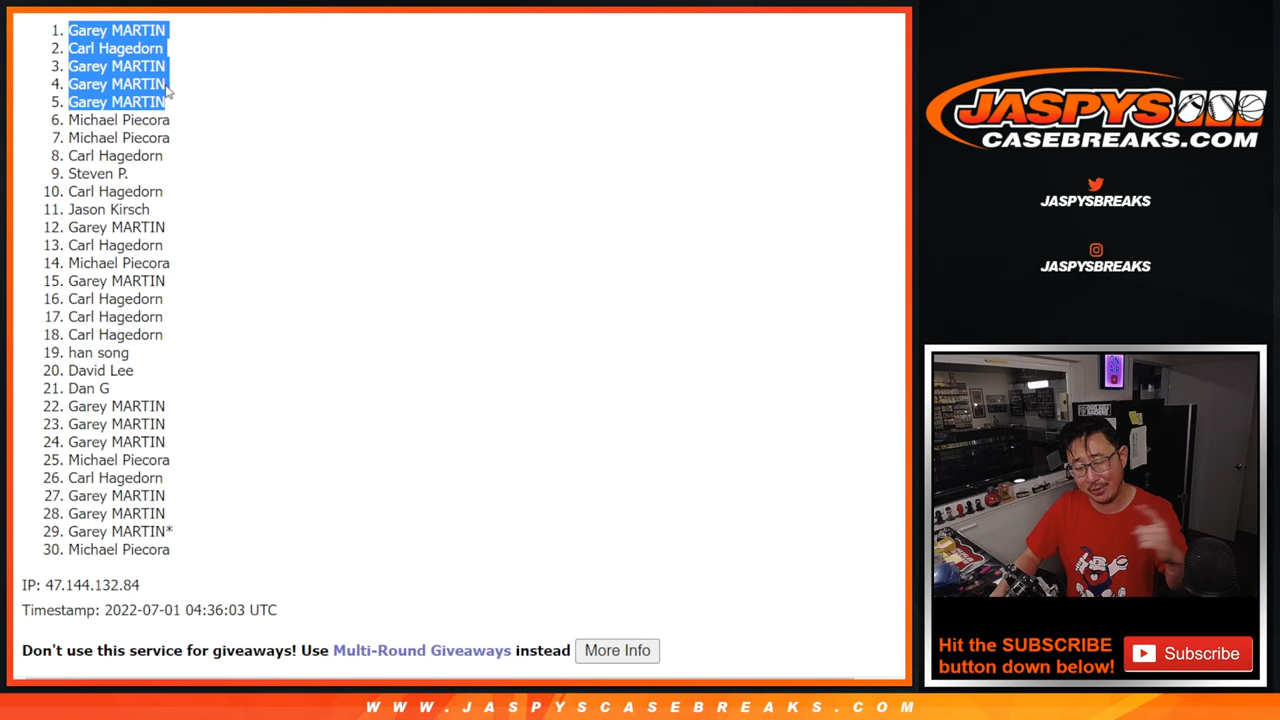 1. Garey MARTIN
2. Carl Hagedorn
3. Garey MARTIN
4. Garey MARTIN
5. Garey MARTIN
6. Michael Piecora
7. Michael Piecora
8. Carl Hagedorn
9. Steven P.
10. Carl Hagedorn
11. Jason Kirsch
12. Garey MARTIN
13. Carl Hagedorn
14. Michael Piecora
15. Garey MARTIN
16. Carl Hagedorn
17. Carl Hagedorn
18. Carl Hagedorn
19. han song
20. David Lee
21. Dan G
22. Garey MARTIN
23. Garey MARTIN
24. Garey MARTIN
25. Michael Piecora
26. Carl Hagedorn
27. Garey MARTIN
28. Garey MARTIN
29. Garey MARTIN*
30. Michael Piecora
IP: 47.144.132.84
Timestamp: 2022-07-01 04:36:03 UTC
Don't use this service for giveaways! Use Multi-Round Giveaways instead More Info
JASPYS
CASEBREAKS.COM
JASPYSBREAKS
JASPYSBREAKS
ON
AIR
Hit the SUBSCRIBE
button down below!
Subscribe
WWW.JASPYSCASEBREAKS.COM